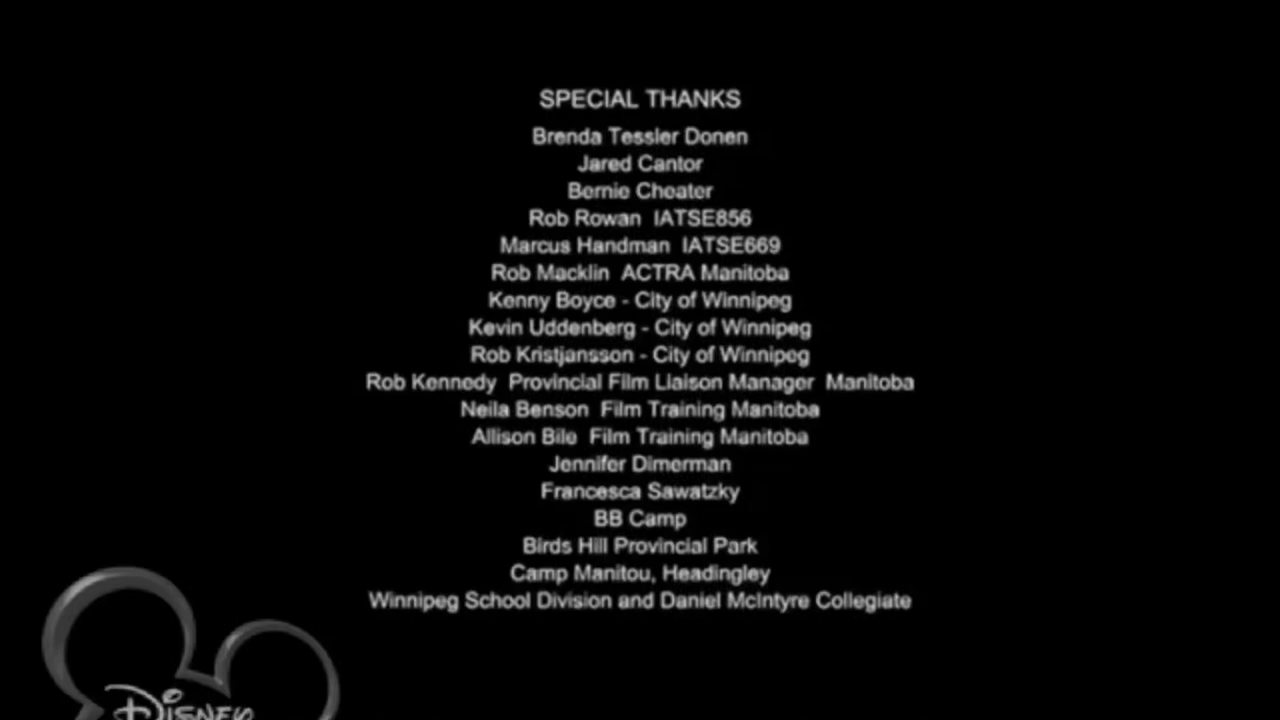 SPECIAL THANKS
Brenda Tessler Donen
Jared Cantor
Bernie Cheater
Rob Rowan IATSE856
Marcus Handman IATSE669
Rob Macklin ACTRA Manitoba
Kenny Boyce - City of Winnipeg
Kevin Uddenberg - City of Winnipeg
Rob Kristjansson - City of Winnipeg
Rob Kennedy Provincial Film Liaison Manager Manitoba
Neila Benson Film Training Manitoba
Allison Bile Film Training Manitoba
Jennifer Dimerman
Francesca Sawatzky
BB Camp
Birds Hill Provincial Park
Camp Manitou, Headingley
Winnipeg School Division and Daniel McIntyre Collegiate
DISNEY